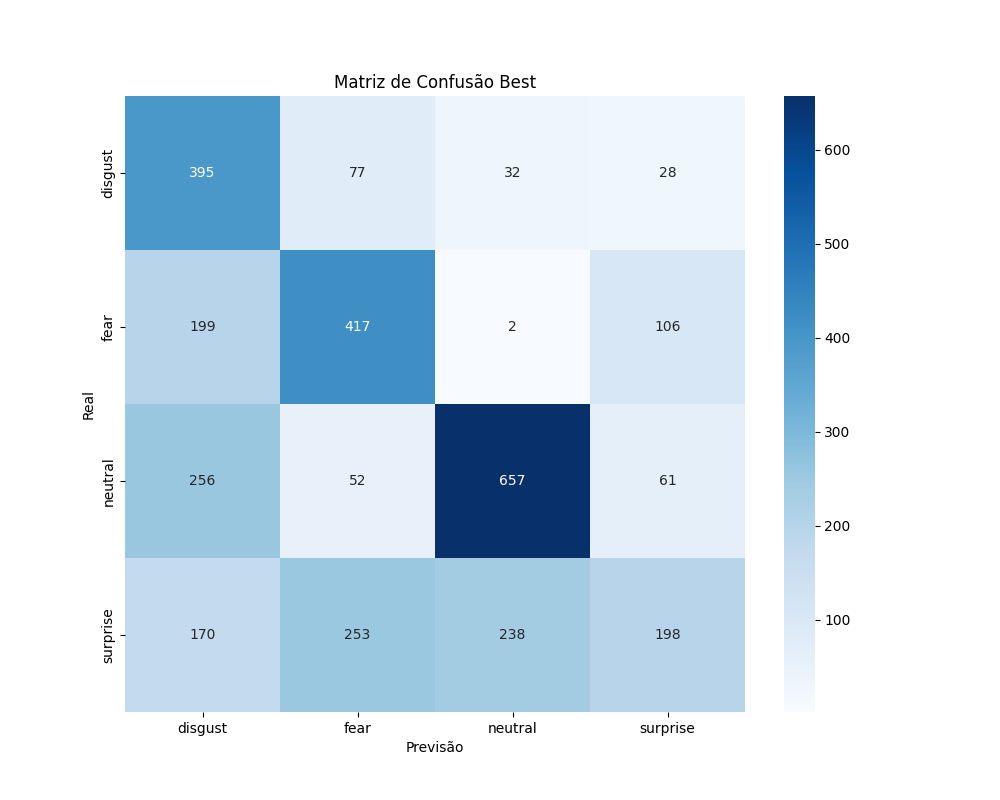 Matriz de Confusão Best
disgust 395 77 32 28
fear 199 417 2 106
neutral 256 52 657 61
surprise 170 253 238 198
disgust fear neutral surprise
Previsão
Real
600
500
400
300
200
100